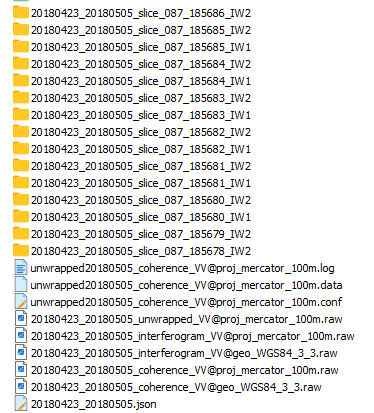 20180423_20180505_slice_087_185686_IW2
20180423_20180505_slice_087_185685_IW2
20180423_20180505_slice_087_185685_IW1
20180423_20180505_slice_087_185684_IW2
20180423_20180505_slice_087_185684_IW1
20180423_20180505_slice_087_185683_IW2
20180423_20180505_slice_087_185683_IW1
20180423_20180505_slice_087_185682_IW2
20180423_20180505_slice_087_185682_IW1
20180423_20180505_slice_087_185681_IW2
20180423_20180505_slice_087_185681_IW1
20180423_20180505_slice_087_185680_IW2
20180423_20180505_slice_087_185680_IW1
20180423_20180505_slice_087_185679_IW2
20180423_20180505_slice_087_185678_IW2
unwrapped20180505_coherence_VV@proj_mercator_100m.log
unwrapped20180505_coherence_VV@proj_mercator_100m.data
unwrapped20180505_coherence_VV@proj_mercator_100m.conf
20180423_20180505_unwrapped_VV@proj_mercator_100m.raw
20180423_20180505_interferogram_VV@proj_mercator_100m.raw
20180423_20180505_interferogram_VV@geo_WGS84_3_3.raw
20180423_20180505_coherence_VV@proj_mercator_100m.raw
20180423_20180505_coherence_VV@geo_WGS84_3_3.raw
20180423_20180505.json